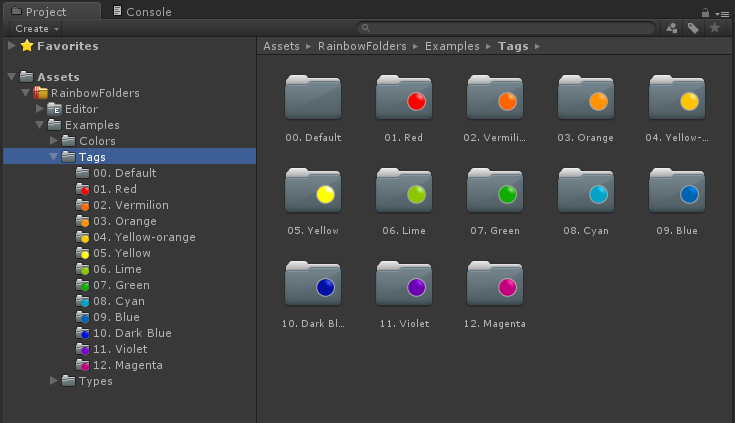 Project
Console
Create
Favorites
Assets
RainbowFolders
Editor
Examples
Colors
Tags
00. Default
01. Red
02. Vermilion
03. Orange
04. Yellow-orange
05. Yellow
06. Lime
07. Green
08. Cyan
09. Blue
10. Dark Blue
11. Violet
12. Magenta
Types
Assets RainbowFolders Examples Tags
00. Default 01. Red 02. Vermili... 03. Orange 04. Yellow-...
05. Yellow 06. Lime 07. Green 08. Cyan 09. Blue
10. Dark Bl... 11. Violet 12. Magenta